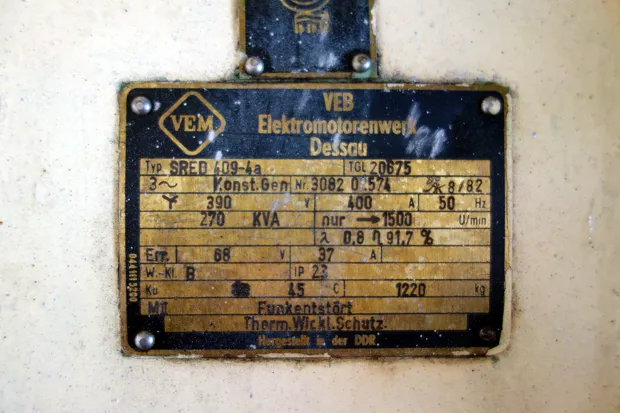 VEM
VEB
Elektromotorenwerk
Dessau
Typ SRED 409-4a TGL 20675
3~ Konst.Gen Nr. 3082 8/82
390 V 400 A 50 Hz
270 KVA nur → 1500 U/min
λ 0,8 η 91,7 %
Err. 68 V 37 A
W.-Kl. B IP 23
Kü 45 °C 1220 kg
Mit Funkentstört
Therm.Wickl.Schutz
Hergestellt in der DDR